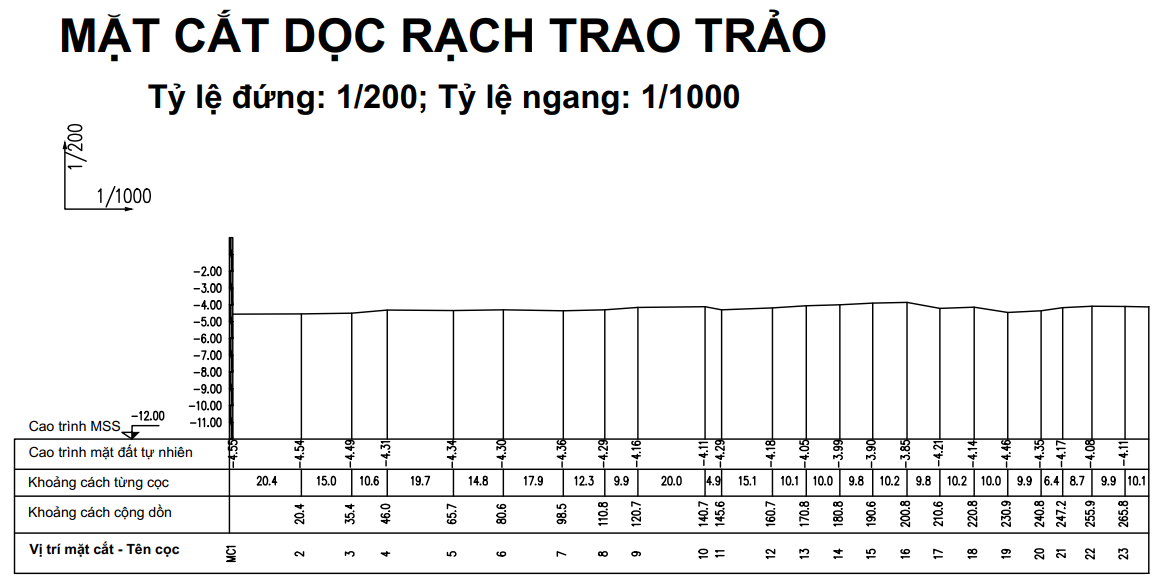 MẶT CẮT DỌC RẠCH TRAO TRẢO
Tỷ lệ đứng: 1/200; Tỷ lệ ngang: 1/1000
1/200
1/1000
-2.00
-3.00
-4.00
-5.00
-6.00
-7.00
-8.00
-9.00
-10.00
-11.00
Cao trình MSS -12.00
Cao trình mặt đất tự nhiên -4.55 -4.54 -4.49 -4.31 -4.34 -4.30 -4.36 -4.29 -4.16 -4.11 -4.29 -4.18 -4.05 -3.99 -3.90 -3.85 -4.21 -4.14 -4.46 -4.35 -4.17 -4.08 -4.11
Khoảng cách từng cọc 20.4 15.0 10.6 19.7 14.8 17.9 12.3 9.9 20.0 4.9 15.1 10.1 10.0 9.8 10.2 9.8 10.2 10.0 9.9 6.4 8.7 9.9 10.1
Khoảng cách cộng dồn 20.4 35.4 46.0 65.7 80.6 98.5 110.8 120.7 140.7 145.6 160.7 170.8 180.8 190.6 200.8 210.6 220.8 230.9 240.8 247.2 255.9 265.8
Vị trí mặt cắt - Tên cọc MC1 2 3 4 5 6 7 8 9 10 11 12 13 14 15 16 17 18 19 20 21 22 23